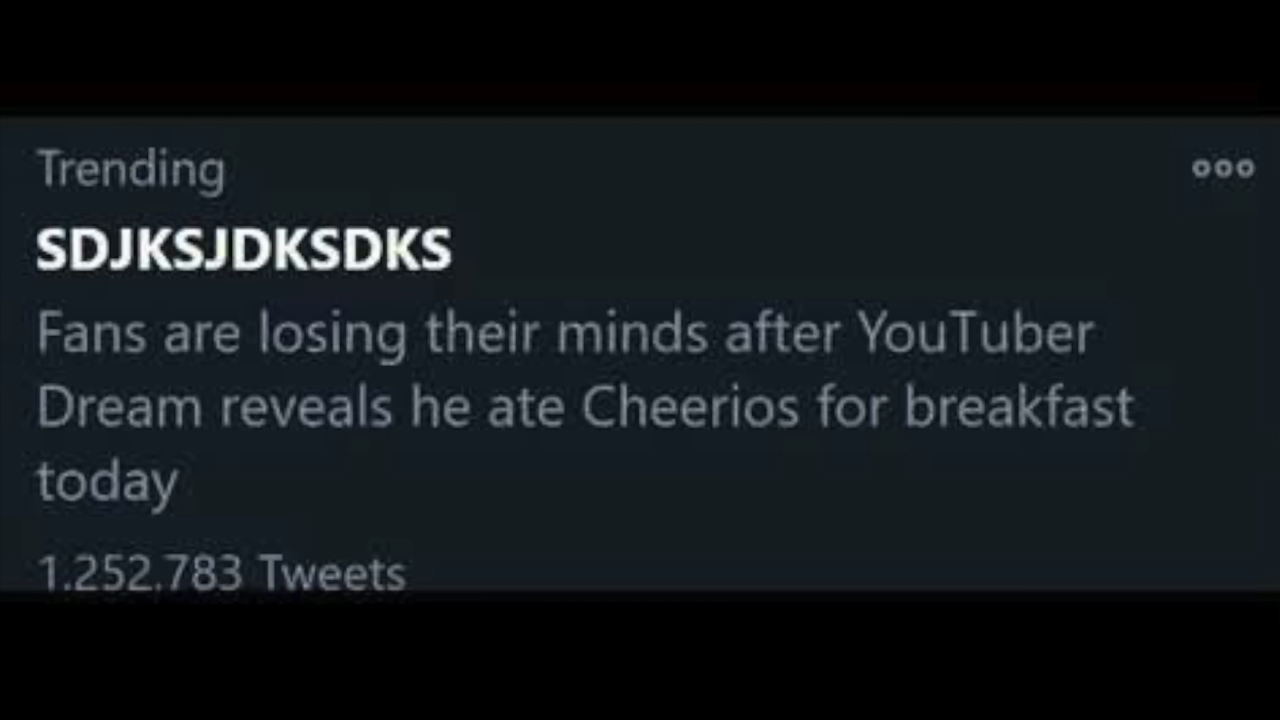 Trending
SDJKSJDKSDKS
Fans are losing their minds after YouTuber
Dream reveals he ate Cheerios for breakfast
today
1.252.783 Tweets